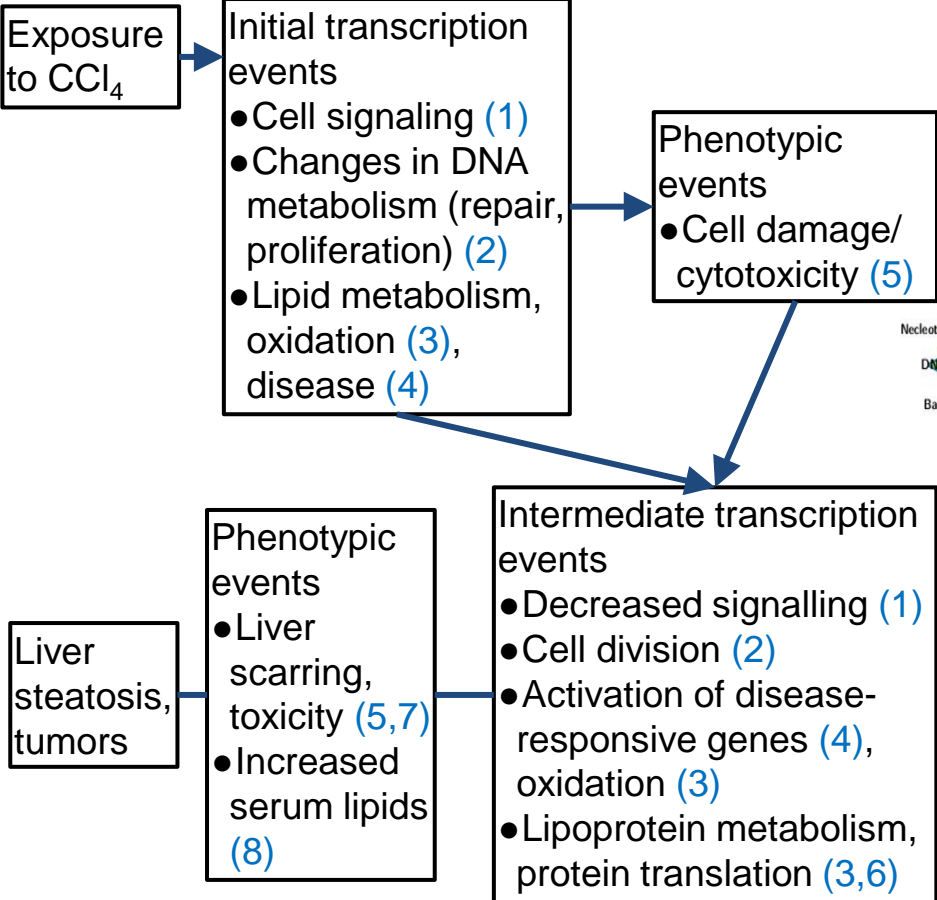 Exposure
to CCl₄
Initial transcription
events
●Cell signaling (1)
●Changes in DNA
metabolism (repair,
proliferation) (2)
●Lipid metabolism,
oxidation (3),
disease (4)
Phenotypic
events
●Cell damage/
cytotoxicity (5)
Necleot
Ba
Intermediate transcription
events
●Decreased signalling (1)
●Cell division (2)
●Activation of disease-
responsive genes (4),
oxidation (3)
●Lipoprotein metabolism,
protein translation (3,6)
Phenotypic
events
●Liver
scarring,
toxicity (5,7)
●Increased
serum lipids
(8)
Liver
steatosis,
tumors